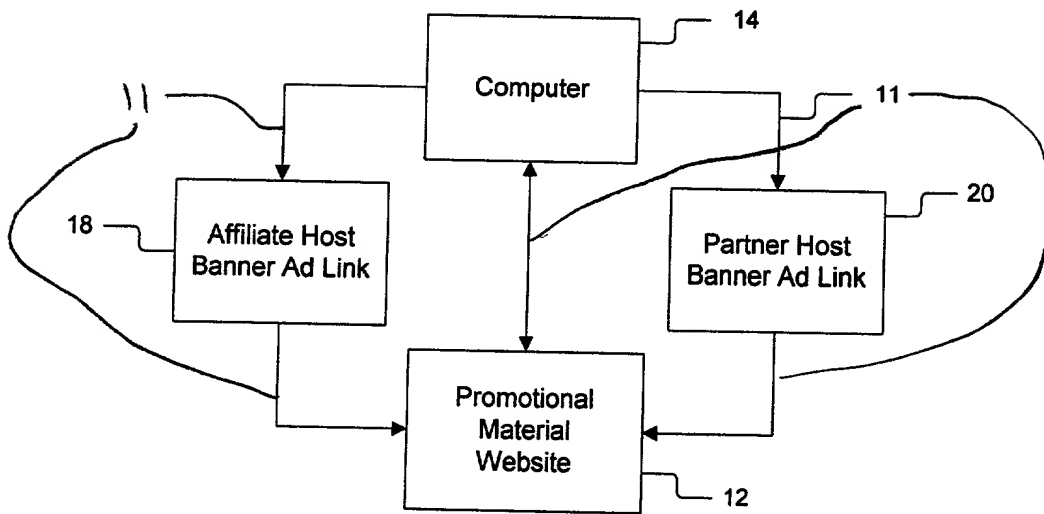 14
Computer
11
11
18
Affiliate Host
Banner Ad Link
20
Partner Host
Banner Ad Link
Promotional
Material
Website
12